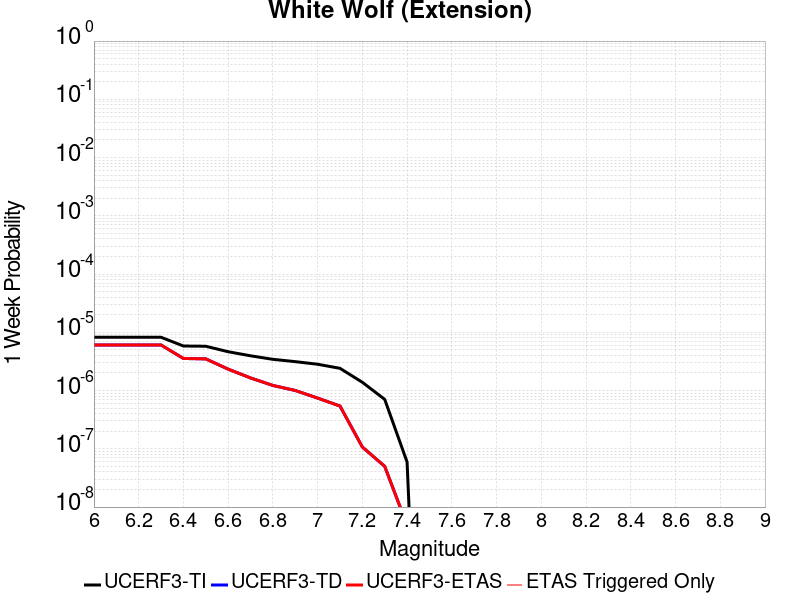 White Wolf (Extension)
10^0
10^-1
10^-2
10^-3
10^-4
10^-5
10^-6
10^-7
10^-8
1 Week Probability
6 6.2 6.4 6.6 6.8 7 7.2 7.4 7.6 7.8 8 8.2 8.4 8.6 8.8 9
Magnitude
UCERF3-TI UCERF3-TD UCERF3-ETAS ETAS Triggered Only